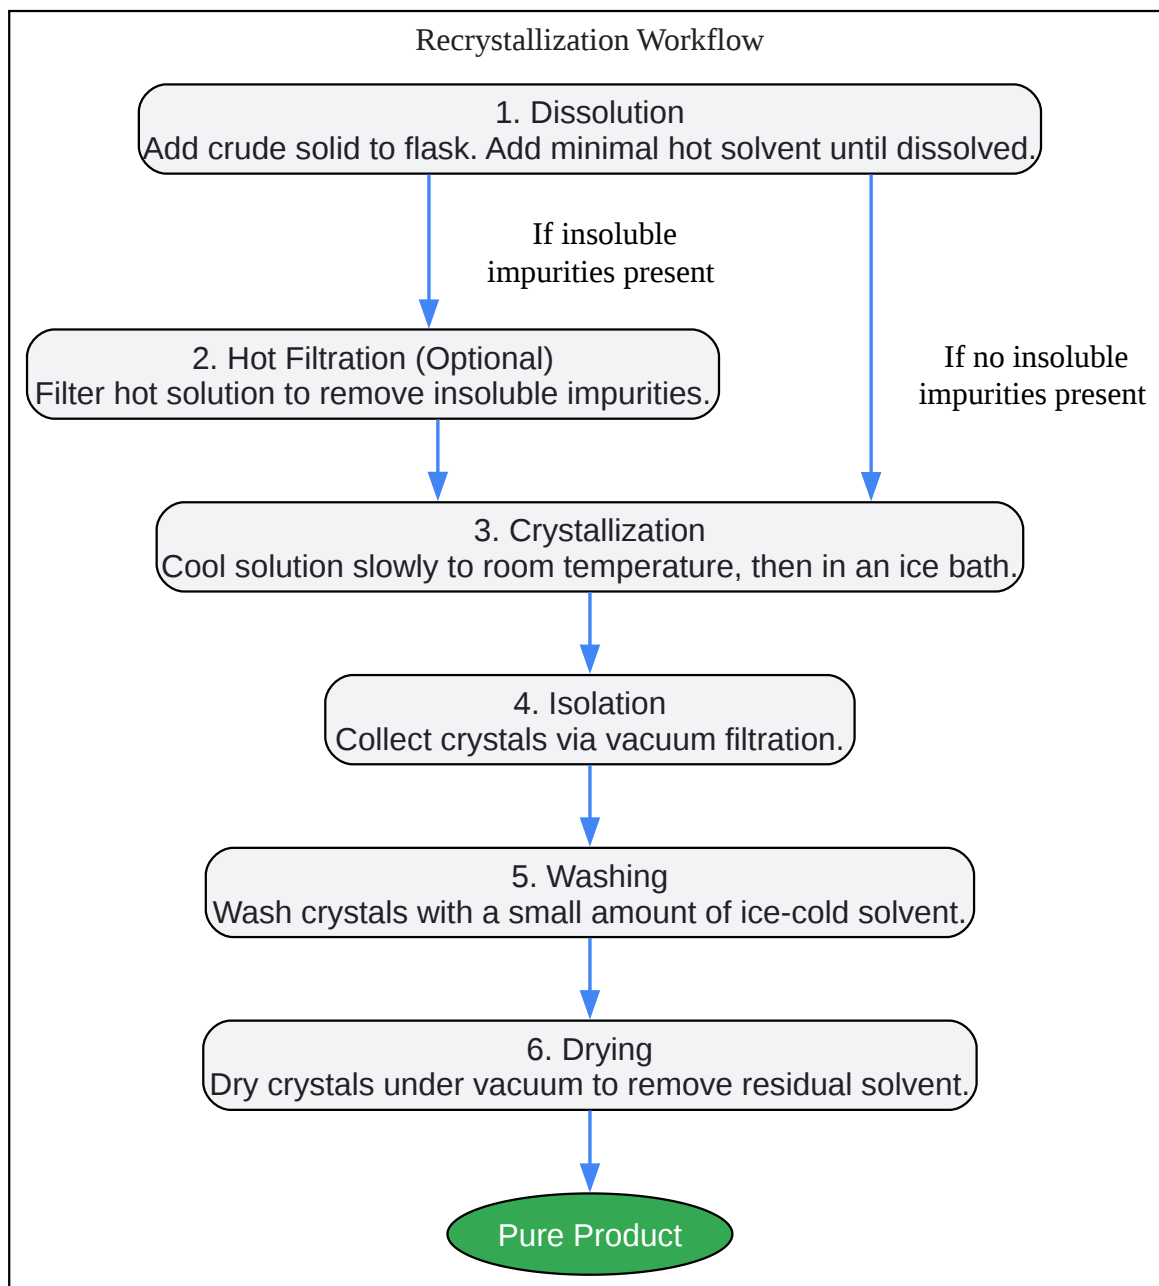 Recrystallization Workflow
1. Dissolution
Add crude solid to flask. Add minimal hot solvent until dissolved.
If insoluble
impurities present
2. Hot Filtration (Optional)
Filter hot solution to remove insoluble impurities.
If no insoluble
impurities present
3. Crystallization
Cool solution slowly to room temperature, then in an ice bath.
4. Isolation
Collect crystals via vacuum filtration.
5. Washing
Wash crystals with a small amount of ice-cold solvent.
6. Drying
Dry crystals under vacuum to remove residual solvent.
Pure Product